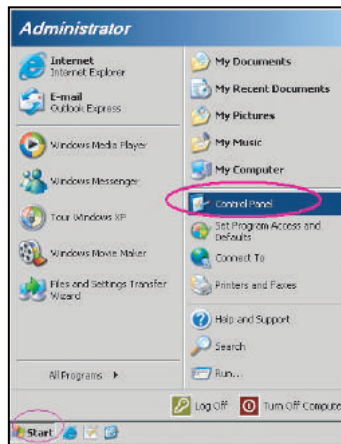 Administrator
Internet
Internet Explorer
E-mail
Outlook Express
Windows Media Player
Windows Messenger
Tour Windows XP
Windows Movie Maker
Files and Settings Transfer
Wizard
All Programs
My Documents
My Recent Documents
My Pictures
My Music
My Computer
Control Panel
Set Program Access and
Defaults
Connect To
Printers and Faxes
Help and Support
Search
Run...
Log Off
Turn Off Compute
Start